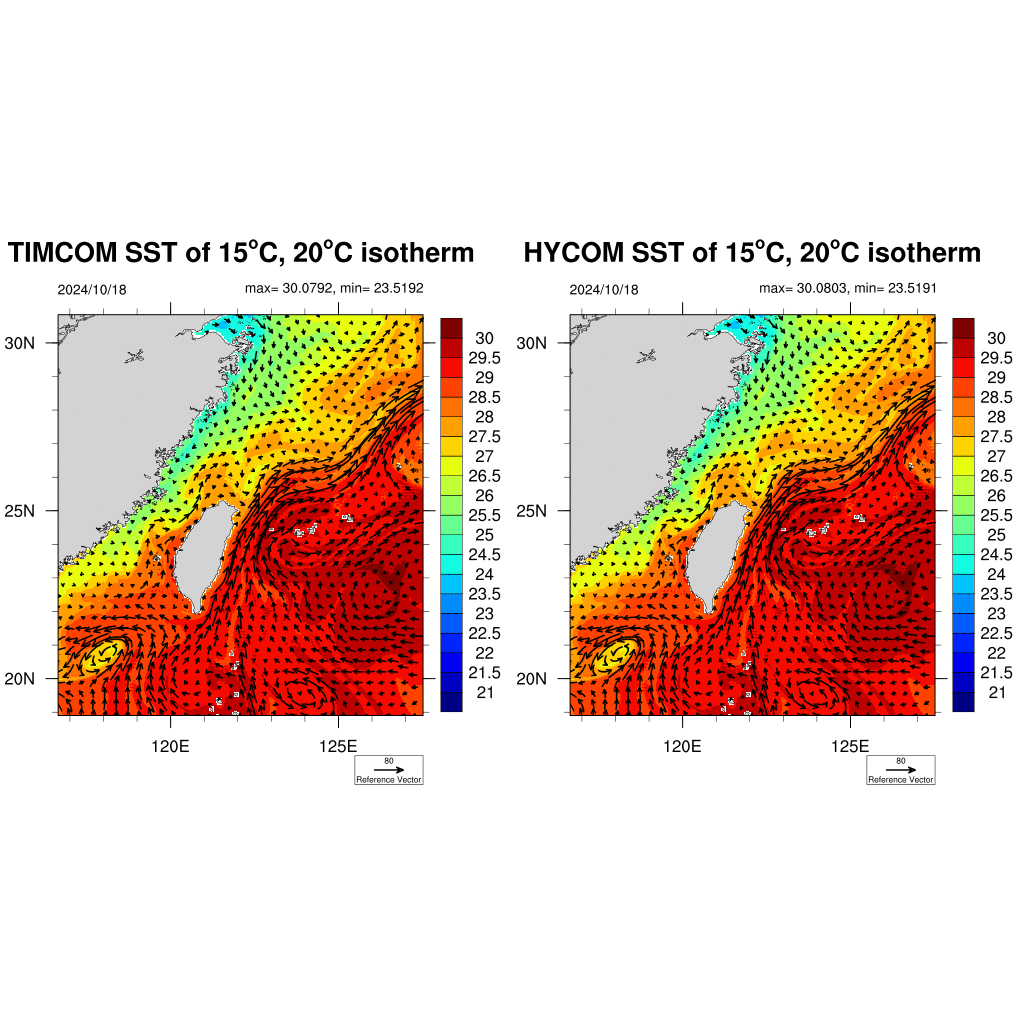 TIMCOM SST of 15°C, 20°C isotherm
2024/10/18
max= 30.0792, min= 23.5192
30N
25N
20N
120E
125E
30
29.5
29
28.5
28
27.5
27
26.5
26
25.5
25
24.5
24
23.5
23
22.5
22
21.5
21
80
Reference Vector
HYCOM SST of 15°C, 20°C isotherm
2024/10/18
max= 30.0803, min= 23.5191
30N
25N
20N
120E
125E
30
29.5
29
28.5
28
27.5
27
26.5
26
25.5
25
24.5
24
23.5
23
22.5
22
21.5
21
80
Reference Vector